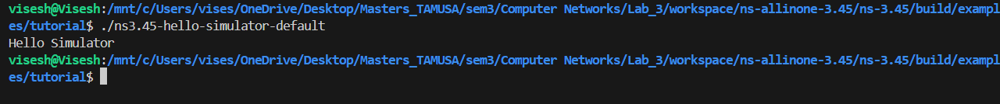 visesh@Visesh:/mnt/c/Users/vises/OneDrive/Desktop/Masters_TAMUSA/sem3/Computer Networks/Lab_3/workspace/ns-allinone-3.45/ns-3.45/build/exampl
es/tutorial$ ./ns3.45-hello-simulator-default
Hello Simulator
visesh@Visesh:/mnt/c/Users/vises/OneDrive/Desktop/Masters_TAMUSA/sem3/Computer Networks/Lab_3/workspace/ns-allinone-3.45/ns-3.45/build/exampl
es/tutorial$